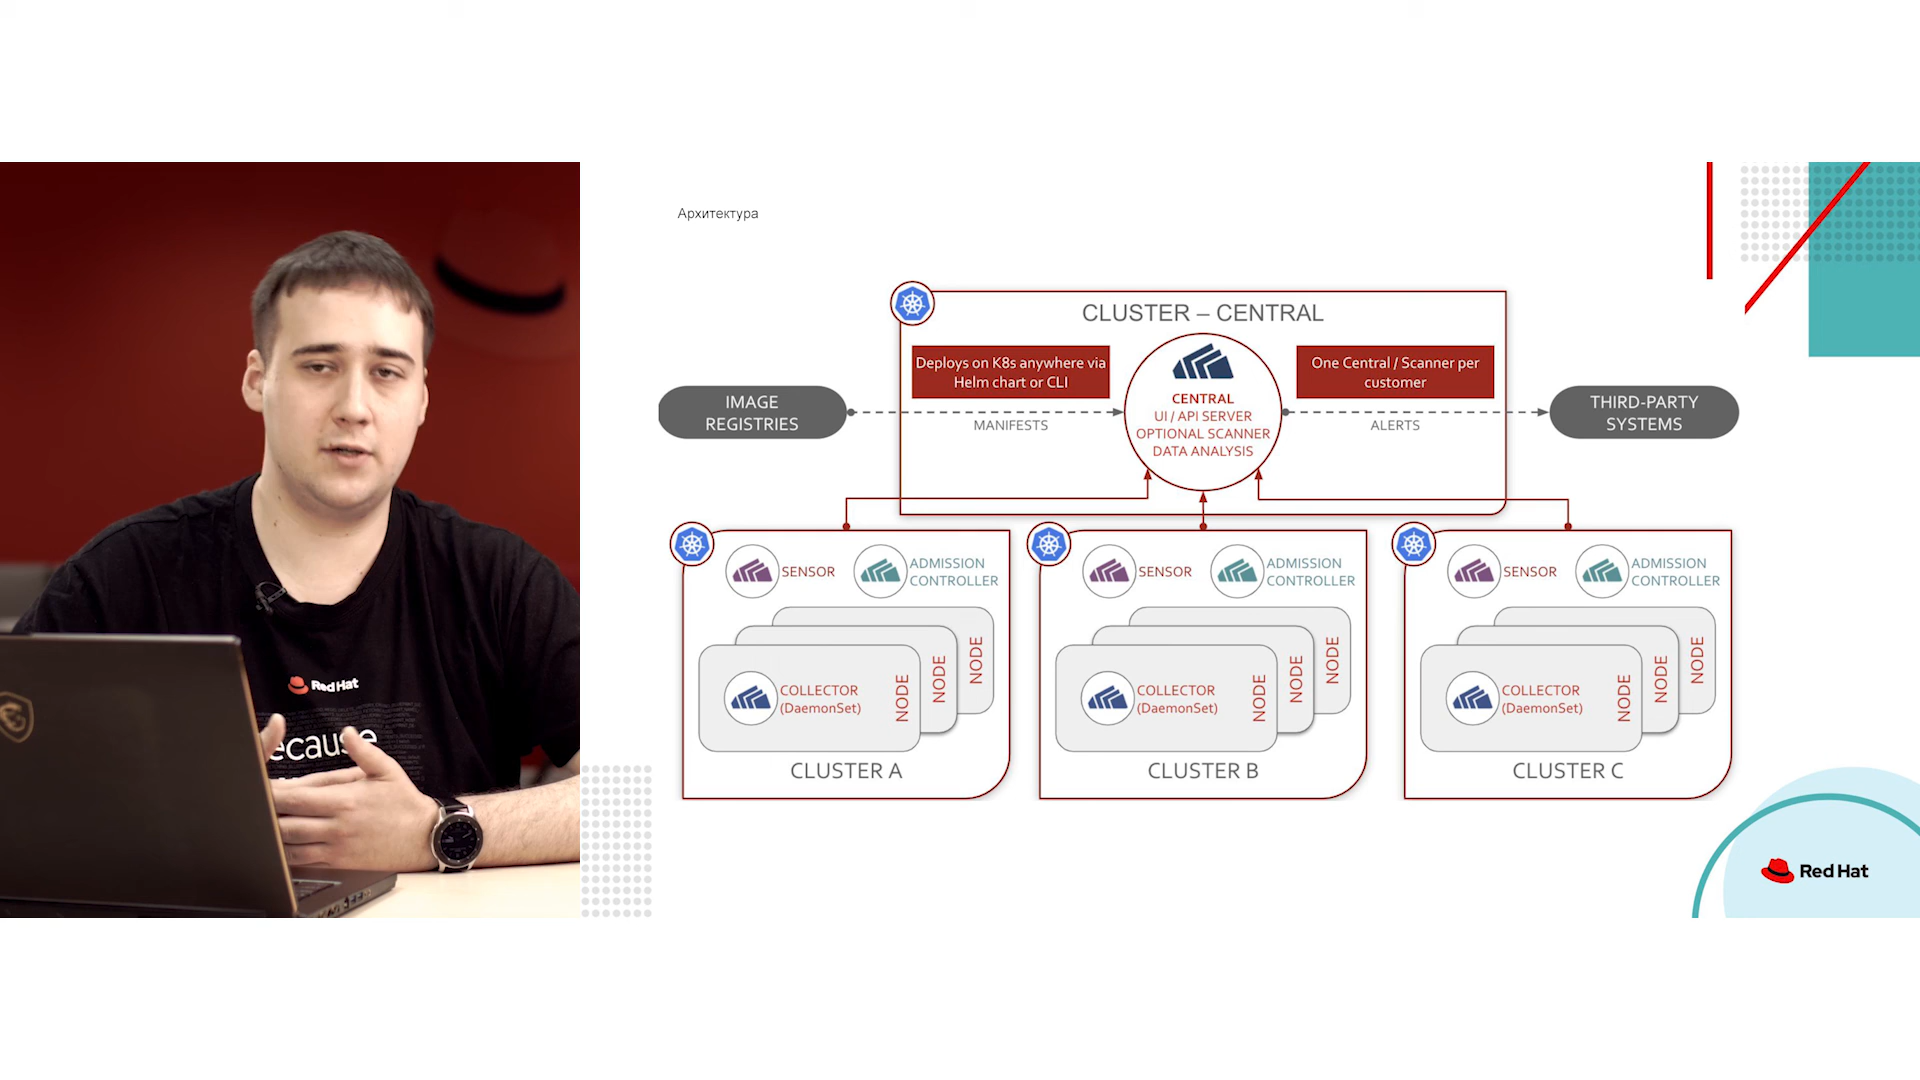 Архитектура
CLUSTER – CENTRAL
Deploys on K8s anywhere via
Helm chart or CLI
One Central / Scanner per
customer
IMAGE
REGISTRIES
MANIFESTS
CENTRAL
UI / API SERVER
OPTIONAL SCANNER
DATA ANALYSIS
ALERTS
THIRD-PARTY
SYSTEMS
SENSOR
ADMISSION
CONTROLLER
COLLECTOR
(DaemonSet)
NODE
NODE
NODE
CLUSTER A
SENSOR
ADMISSION
CONTROLLER
COLLECTOR
(DaemonSet)
NODE
NODE
NODE
CLUSTER B
SENSOR
ADMISSION
CONTROLLER
COLLECTOR
(DaemonSet)
NODE
NODE
NODE
CLUSTER C
Red Hat
Red Hat